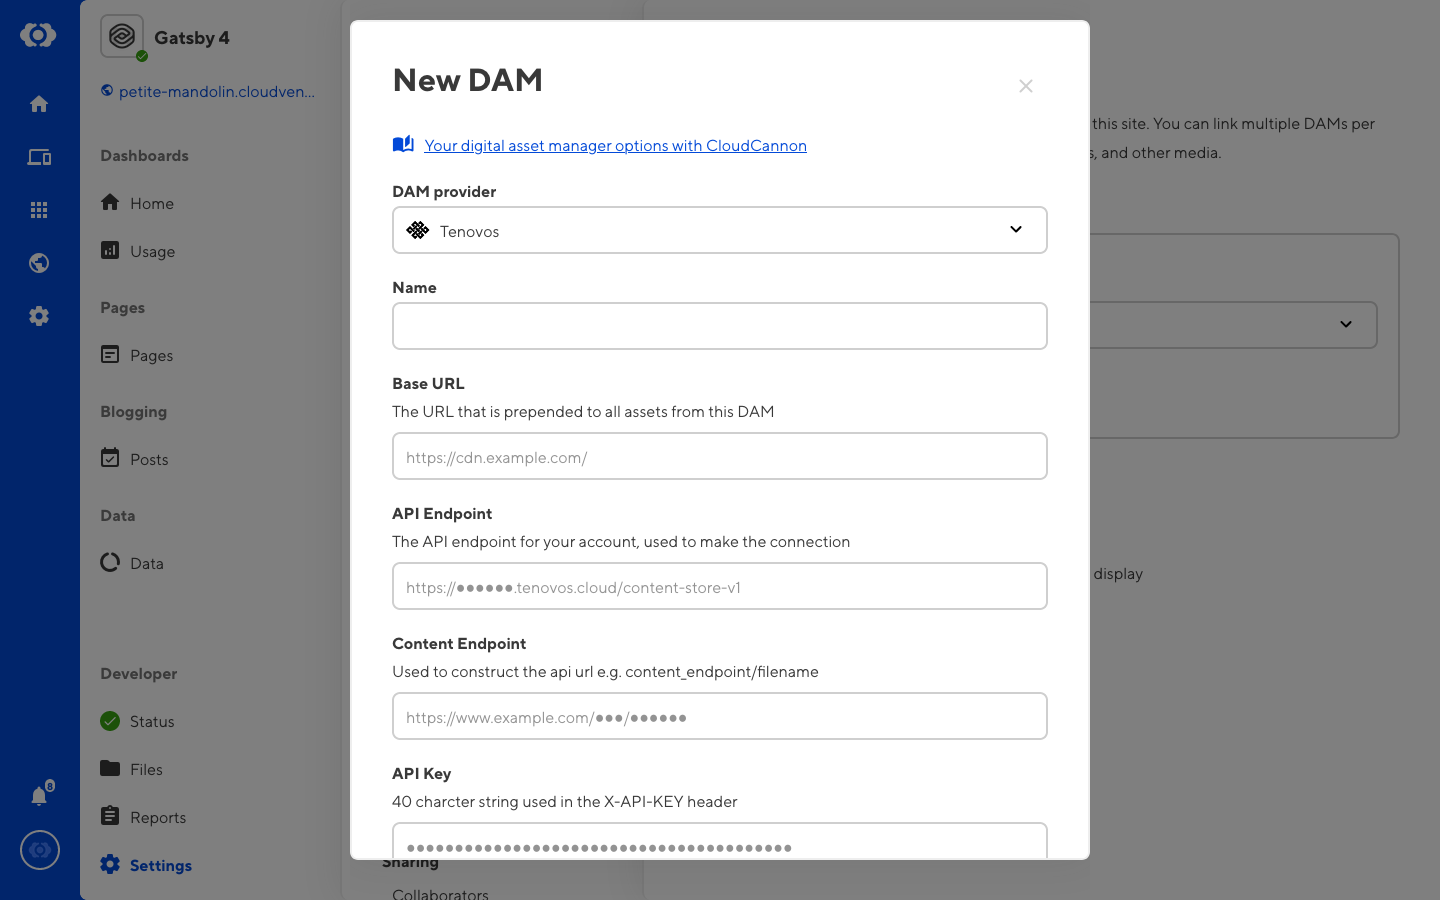 Gatsby 4
petite-mandolin.cloudven...
Dashboards
Home
Usage
Pages
Pages
Blogging
Posts
Data
Data
Developer
Status
Files
Reports
Settings
8
New DAM
Your digital asset manager options with CloudCannon
DAM provider
Tenovos
Name
Base URL
The URL that is prepended to all assets from this DAM
https://cdn.example.com/
API Endpoint
The API endpoint for your account, used to make the connection
https://●●●●●●.tenovos.cloud/content-store-v1
Content Endpoint
Used to construct the api url e.g. content_endpoint/filename
https://www.example.com/●●●/●●●●●●
API Key
40 charcter string used in the X-API-KEY header
●●●●●●●●●●●●●●●●●●●●●●●●●●●●●●●●●●●●●●●●
Sharing
Collaborators
this site. You can link multiple DAMs per
, and other media.
display